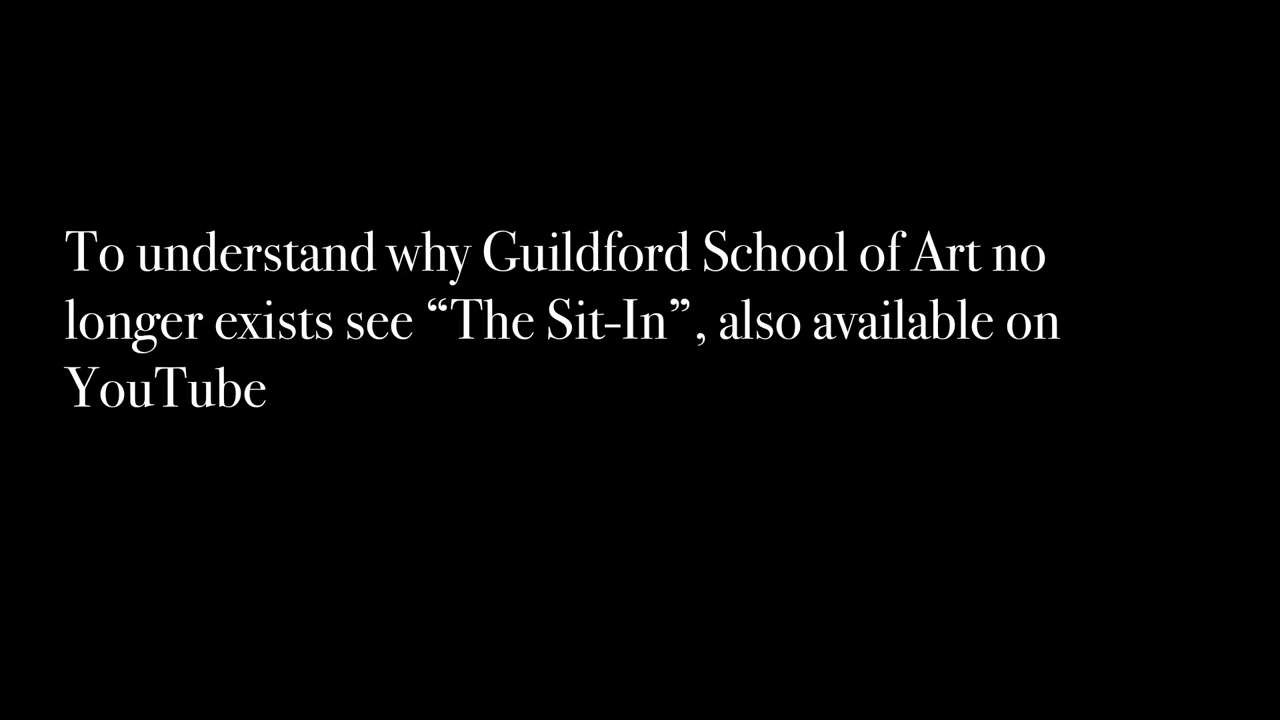 To understand why Guildford School of Art no
longer exists see “The Sit-In”, also available on
YouTube